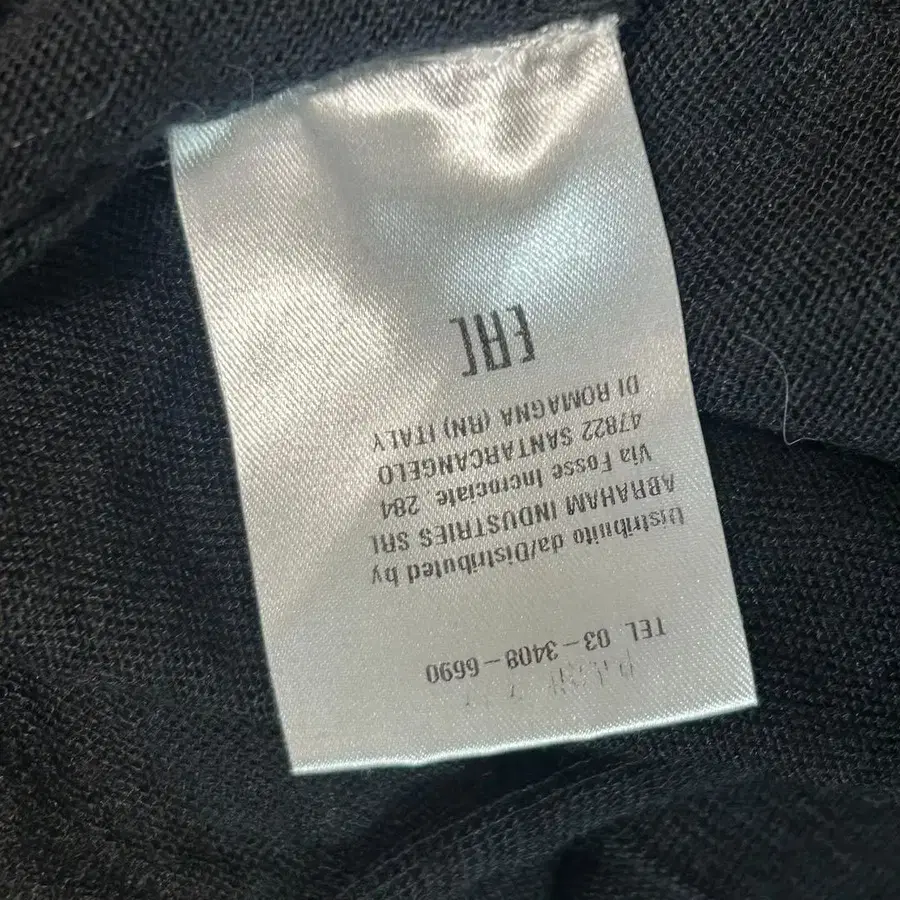 TEL 03-3408-6690
Distribuito da/Distributed by
ABRAHAM INDUSTRIES SRL
Via Fosse Incrociate 284
47822 SANTARCANGELO
DI ROMAGNA (RN) ITALY
EAC